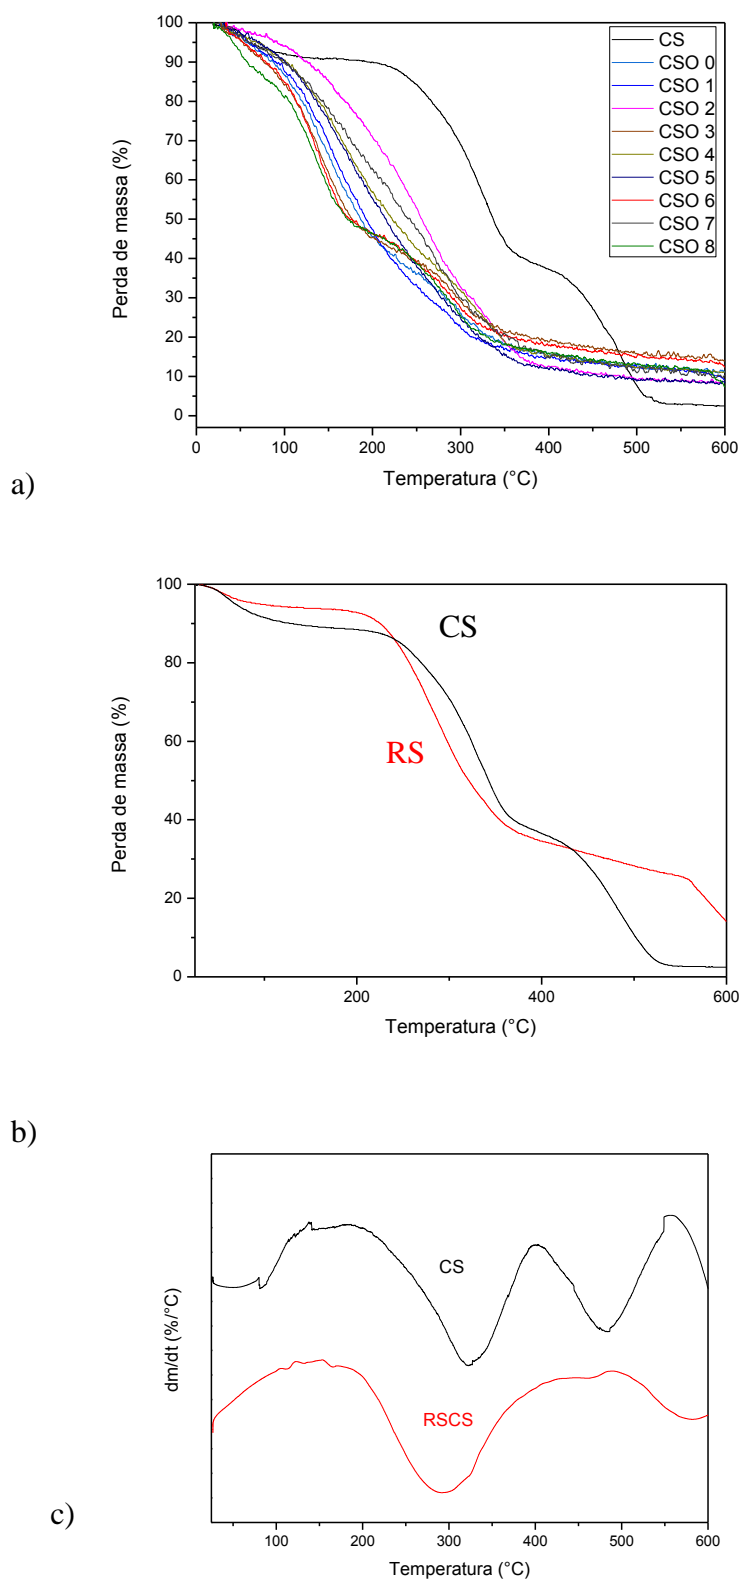 100
90
80
70
60
50
40
30
20
10
0
Perda de massa (%)
CS
CSO 0
CSO 1
CSO 2
CSO 3
CSO 4
CSO 5
CSO 6
CSO 7
CSO 8
0 100 200 300 400 500 600
Temperatura (°C)
a)
100
80
60
40
20
0
Perda de massa (%)
CS
RS
200 400 600
Temperatura (°C)
b)
dm/dt (%/°C)
CS
RSCS
100 200 300 400 500 600
Temperatura (°C)
c)